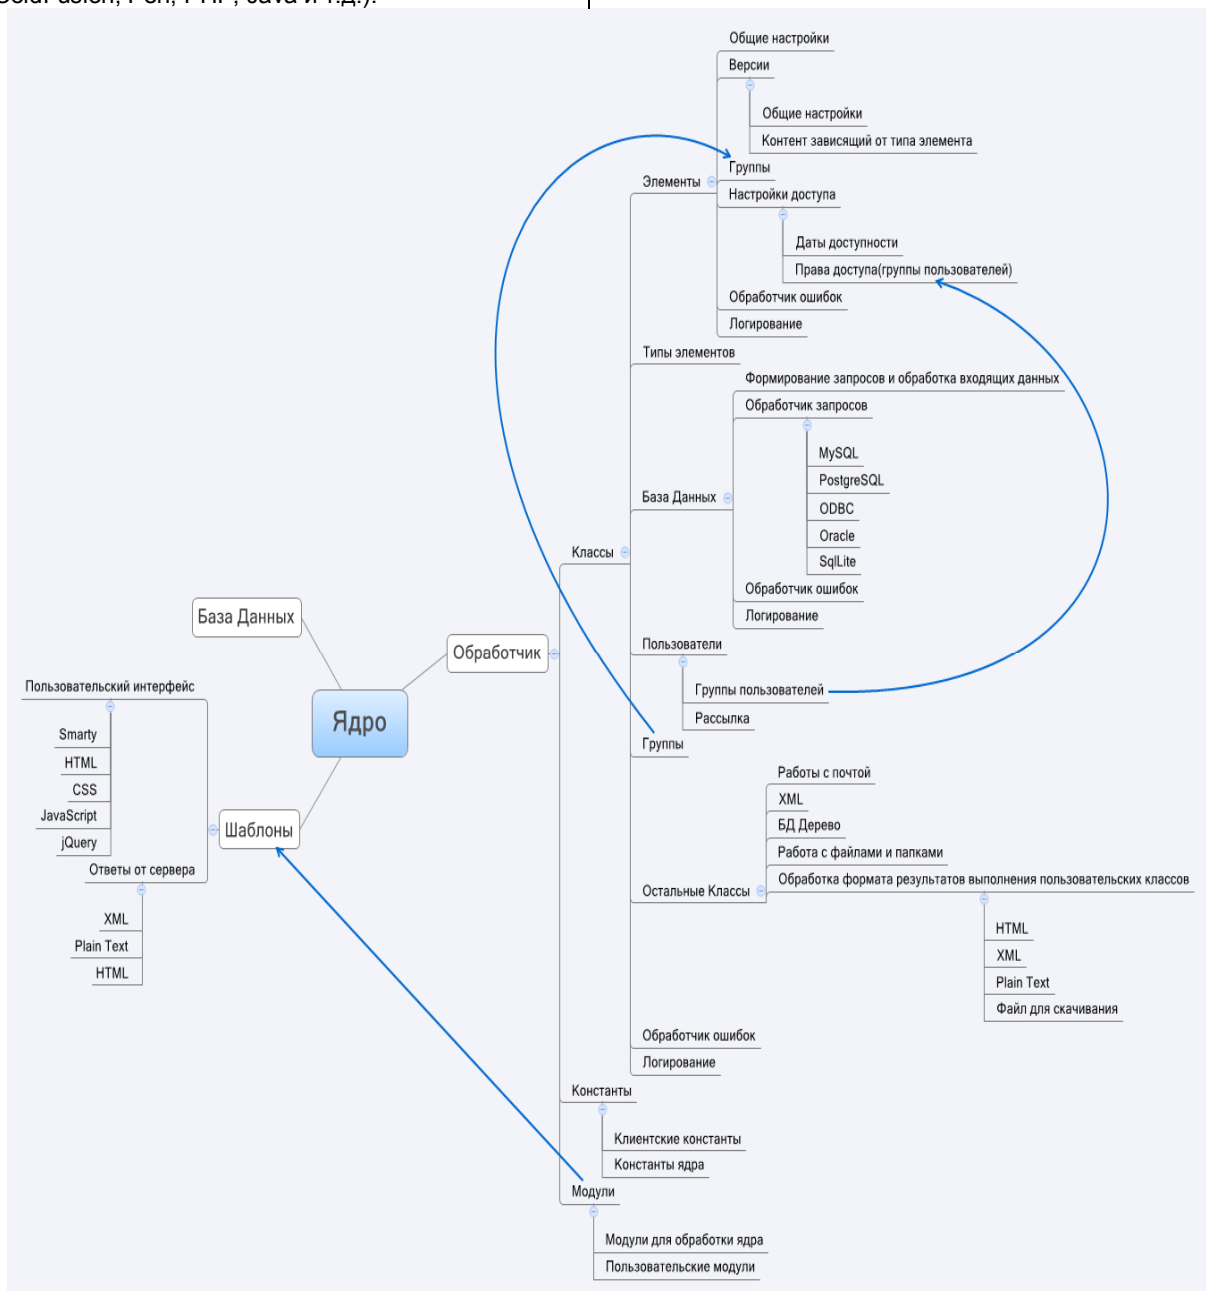 Общие настройки
Версии
Общие настройки
Контент зависящий от типа элемента
Группы
Элементы
Настройки доступа
Даты доступности
Права доступа(группы пользователей)
Обработчик ошибок
Логирование
Типы элементов
Формирование запросов и обработка входящих данных
Обработчик запросов
MySQL
PostgreSQL
База Данных
ODBC
Oracle
SqlLite
Классы
Обработчик ошибок
Логирование
База Данных
Обработчик
Пользователи
Группы пользователей
Рассылка
Группы
Пользовательский интерфейс
Ядро
Smarty
HTML
CSS
JavaScript
jQuery
Шаблоны
Ответы от сервера
XML
Plain Text
HTML
Работы с почтой
XML
БД Дерево
Работа с файлами и папками
Обработка формата результатов выполнения пользовательских классов
Остальные Классы
HTML
XML
Plain Text
Файл для скачивания
Обработчик ошибок
Логирование
Константы
Клиентские константы
Константы ядра
Модули
Модули для обработки ядра
Пользовательские модули